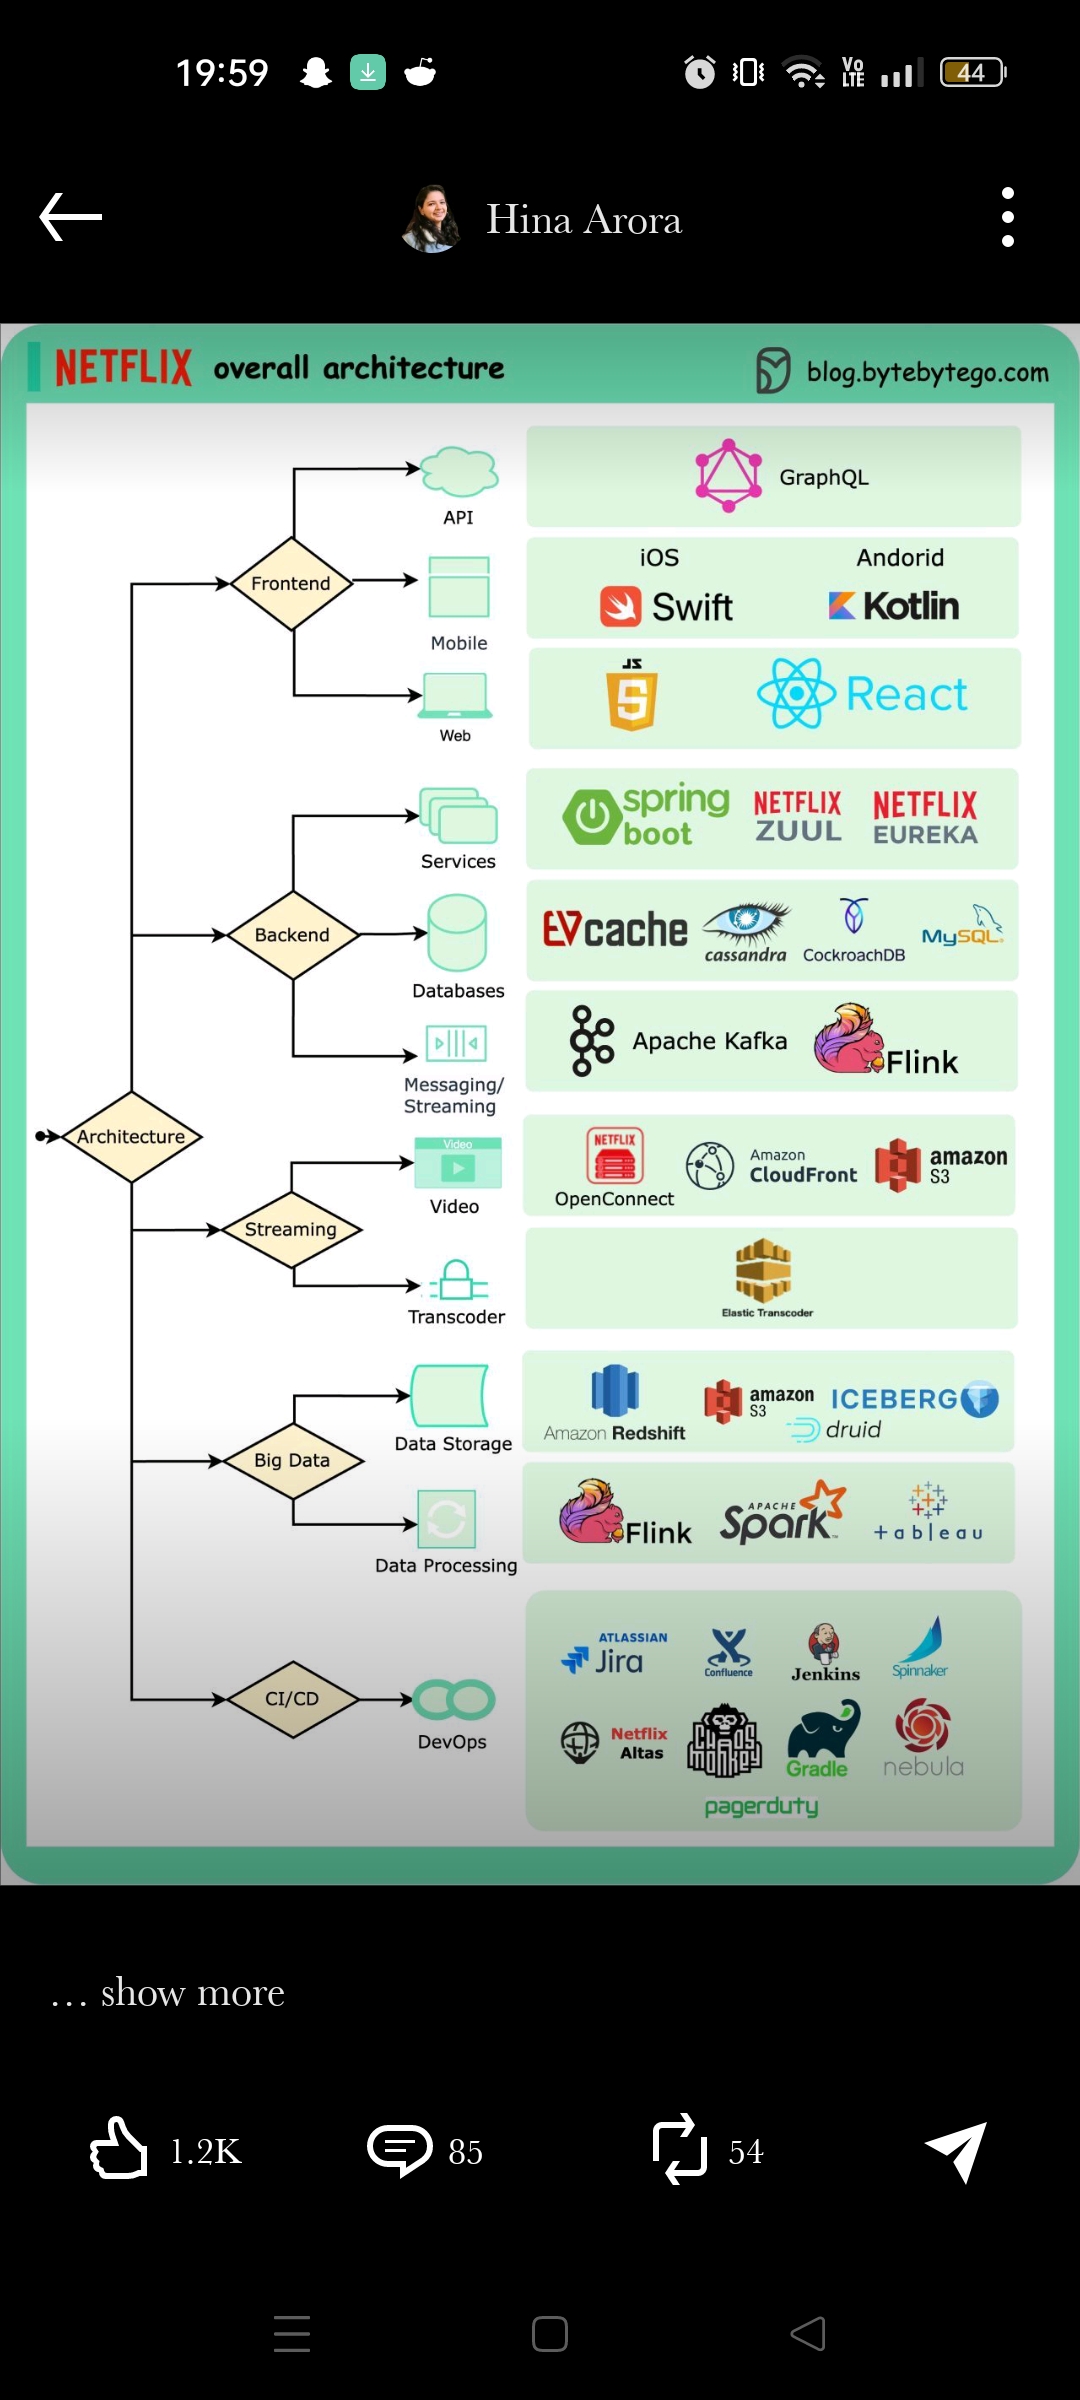 19:59
Vo LTE
44
Hina Arora
NETFLIX overall architecture
blog.bytebytego.com
API
GraphQL
Frontend
iOS
Andorid
Swift
Kotlin
Mobile
JS
React
Web
spring boot
NETFLIX ZUUL
NETFLIX EUREKA
Services
Backend
EVcache
cassandra
CockroachDB
MySQL
Databases
Apache Kafka
Flink
Messaging/
Streaming
Architecture
Video
Video
NETFLIX
OpenConnect
Amazon CloudFront
amazon S3
Streaming
Transcoder
Elastic Transcoder
Data Storage
Amazon Redshift
amazon S3
ICEBERG
druid
Big Data
Data Processing
Flink
APACHE Spark™
+ableau
CI/CD
DevOps
ATLASSIAN Jira
Confluence
Jenkins
Spinnaker
Netflix Altas
CHAOS monkey
Gradle
nebula
pagerduty
... show more
1.2K
85
54